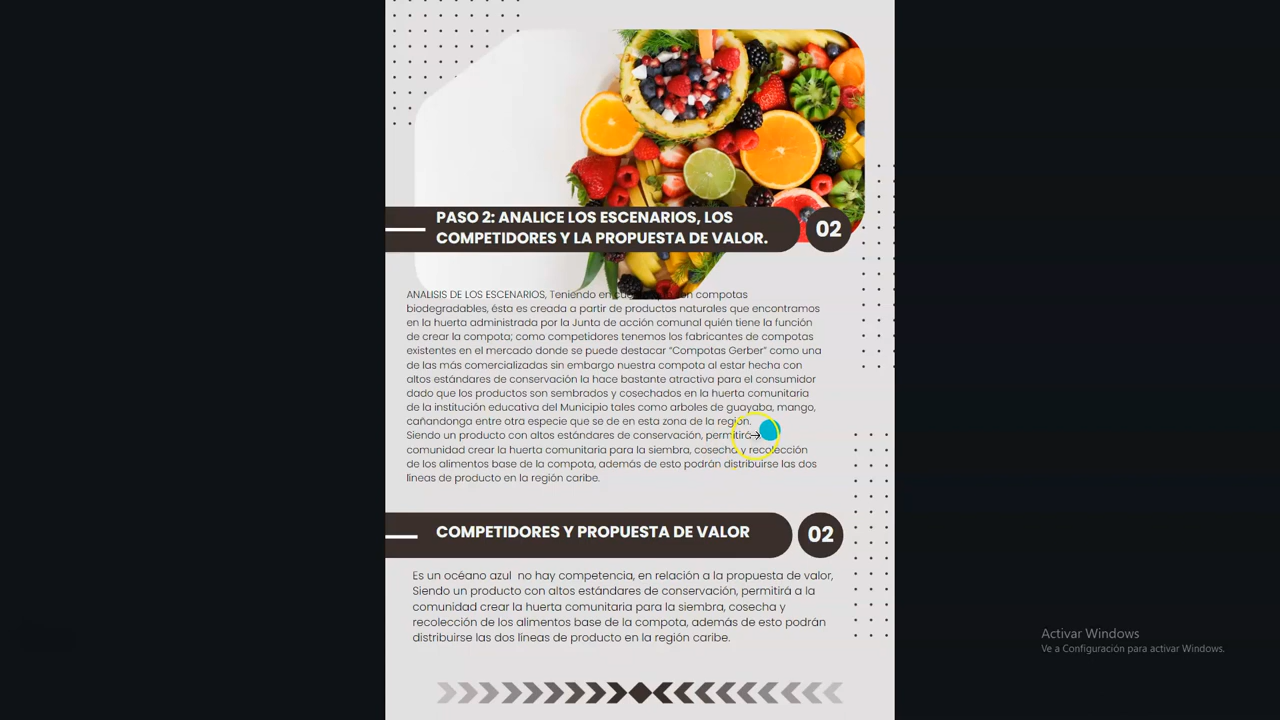 PASO 2: ANALICE LOS ESCENARIOS, LOS
COMPETIDORES Y LA PROPUESTA DE VALOR.
02
ANALISIS DE LOS ESCENARIOS, Teniendo en compotas
biodegradables, ésta es creada a partir de productos naturales que encontramos
en la huerta administrada por la Junta de acción comunal quién tiene la función
de crear la compota; como competidores tenemos los fabricantes de compotas
existentes en el mercado donde se puede destacar “Compotas Gerber” como una
de las más comercializadas sin embargo nuestra compota al estar hecha con
altos estándares de conservación la hace bastante atractiva para el consumidor
dado que los productos son sembrados y cosechados en la huerta comunitaria
de la institución educativa del Municipio tales como arboles de guayaba, mango,
cañandonga entre otra especie que se de en esta zona de la región.
Siendo un producto con altos estándares de conservación, permitirá
comunidad crear la huerta comunitaria para la siembra, cosecha y recolección
de los alimentos base de la compota, además de esto podrán distribuirse las dos
líneas de producto en la región caribe.
COMPETIDORES Y PROPUESTA DE VALOR
02
Es un océano azul no hay competencia, en relación a la propuesta de valor,
Siendo un producto con altos estándares de conservación, permitirá a la
comunidad crear la huerta comunitaria para la siembra, cosecha y
recolección de los alimentos base de la compota, además de esto podrán
distribuirse las dos líneas de producto en la región caribe.
Activar Windows
Ve a Configuración para activar Windows.